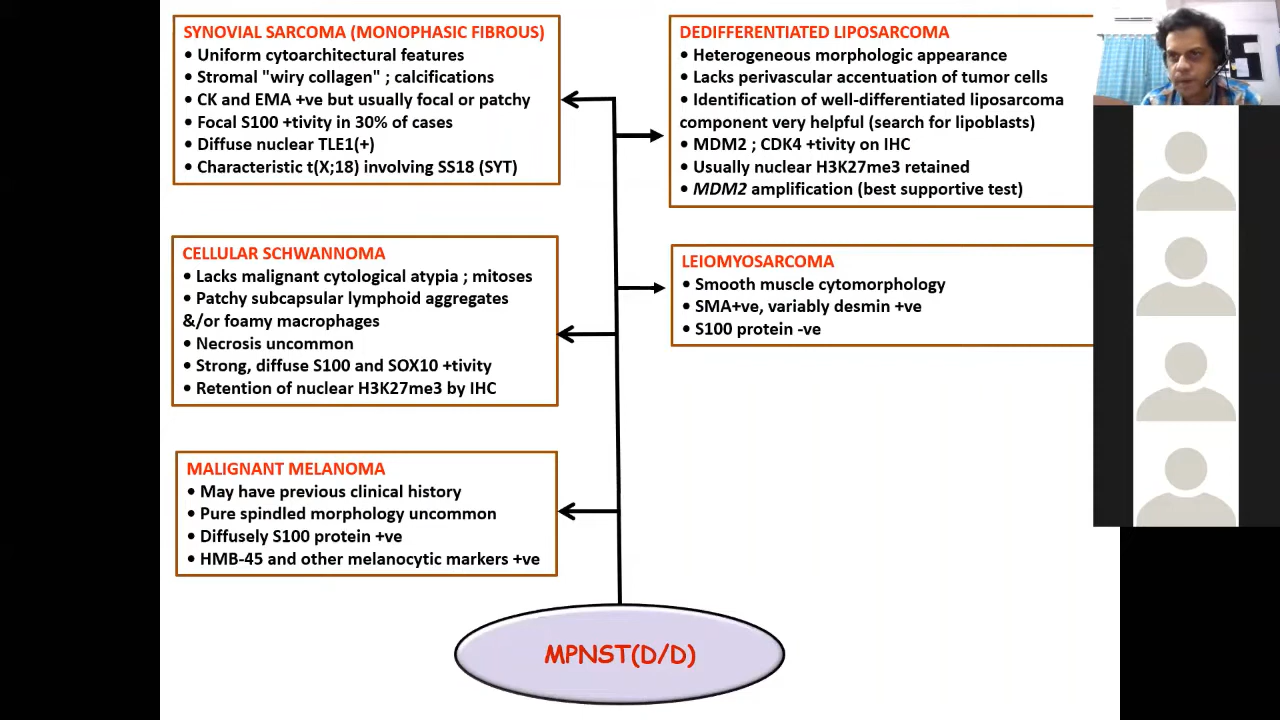 SYNOVIAL SARCOMA (MONOPHASIC FIBROUS)
• Uniform cytoarchitectural features
• Stromal "wiry collagen" ; calcifications
• CK and EMA +ve but usually focal or patchy
• Focal S100 +tivity in 30% of cases
• Diffuse nuclear TLE1(+)
• Characteristic t(X;18) involving SS18 (SYT)
CELLULAR SCHWANNOMA
• Lacks malignant cytological atypia ; mitoses
• Patchy subcapsular lymphoid aggregates
&/or foamy macrophages
• Necrosis uncommon
• Strong, diffuse S100 and SOX10 +tivity
• Retention of nuclear H3K27me3 by IHC
MALIGNANT MELANOMA
• May have previous clinical history
• Pure spindled morphology uncommon
• Diffusely S100 protein +ve
• HMB-45 and other melanocytic markers +ve
DEDIFFERENTIATED LIPOSARCOMA
• Heterogeneous morphologic appearance
• Lacks perivascular accentuation of tumor cells
• Identification of well-differentiated liposarcoma
component very helpful (search for lipoblasts)
• MDM2 ; CDK4 +tivity on IHC
• Usually nuclear H3K27me3 retained
• MDM2 amplification (best supportive test)
LEIOMYOSARCOMA
• Smooth muscle cytomorphology
• SMA+ve, variably desmin +ve
• S100 protein -ve
MPNST(D/D)